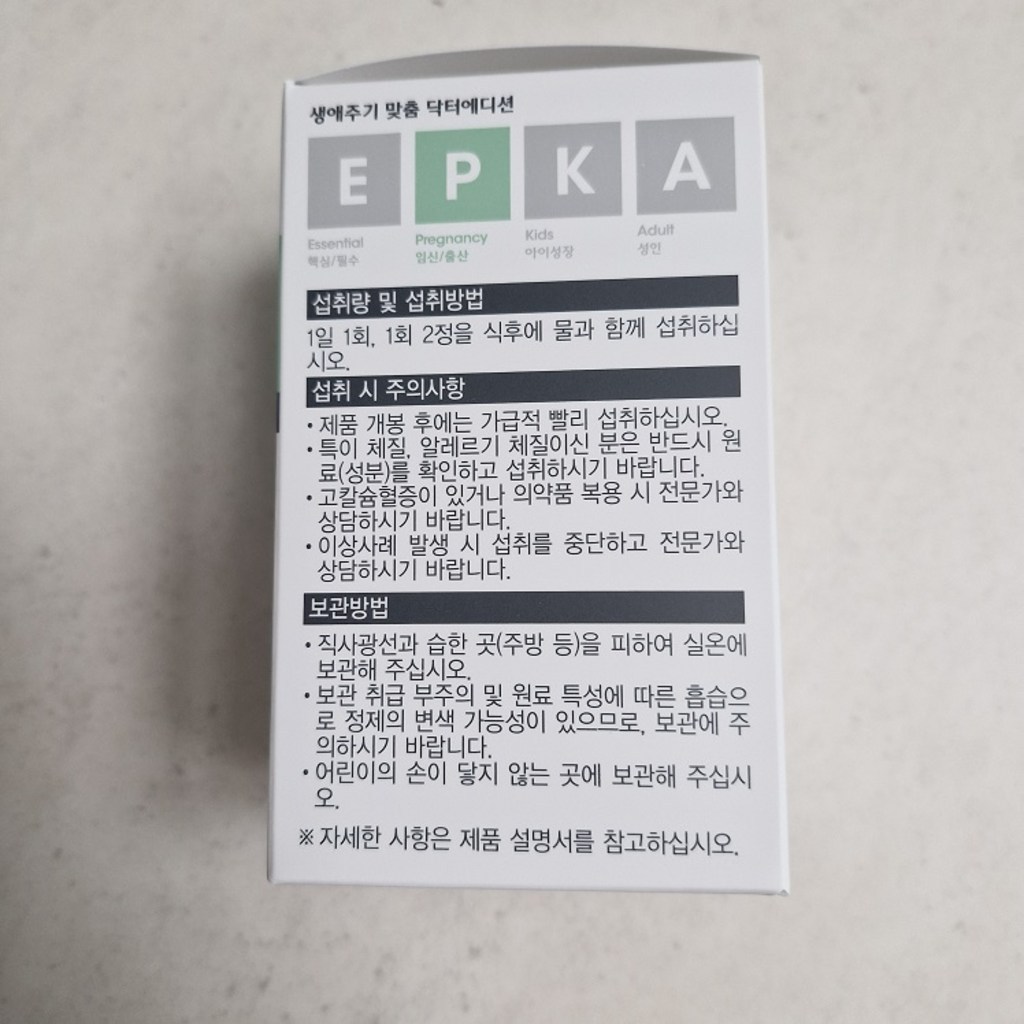 생애주기 맞춤 닥터에디션
E P K A
Essential Pregnancy Kids Adult
핵심/필수 임신/출산 아이성장 성인
섭취량 및 섭취방법
1일 1회, 1회 2정을 식후에 물과 함께 섭취하십
시오.
섭취 시 주의사항
• 제품 개봉 후에는 가급적 빨리 섭취하십시오.
• 특이 체질, 알레르기 체질이신 분은 반드시 원
료(성분)를 확인하고 섭취하시기 바랍니다.
• 고칼슘혈증이 있거나 의약품 복용 시 전문가와
상담하시기 바랍니다.
• 이상사례 발생 시 섭취를 중단하고 전문가와
상담하시기 바랍니다.
보관방법
• 직사광선과 습한 곳(주방 등)을 피하여 실온에
보관해 주십시오.
• 보관 취급 부주의 및 원료 특성에 따른 흡습으
로 정제의 변색 가능성이 있으므로, 보관에 주
의하시기 바랍니다.
• 어린이의 손이 닿지 않는 곳에 보관해 주십시
오.
※ 자세한 사항은 제품 설명서를 참고하십시오.